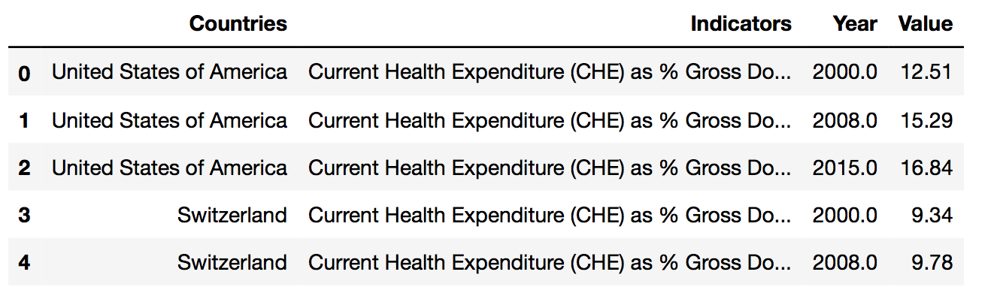 Countries Indicators Year Value
0 United States of America Current Health Expenditure (CHE) as % Gross Do... 2000.0 12.51
1 United States of America Current Health Expenditure (CHE) as % Gross Do... 2008.0 15.29
2 United States of America Current Health Expenditure (CHE) as % Gross Do... 2015.0 16.84
3 Switzerland Current Health Expenditure (CHE) as % Gross Do... 2000.0 9.34
4 Switzerland Current Health Expenditure (CHE) as % Gross Do... 2008.0 9.78